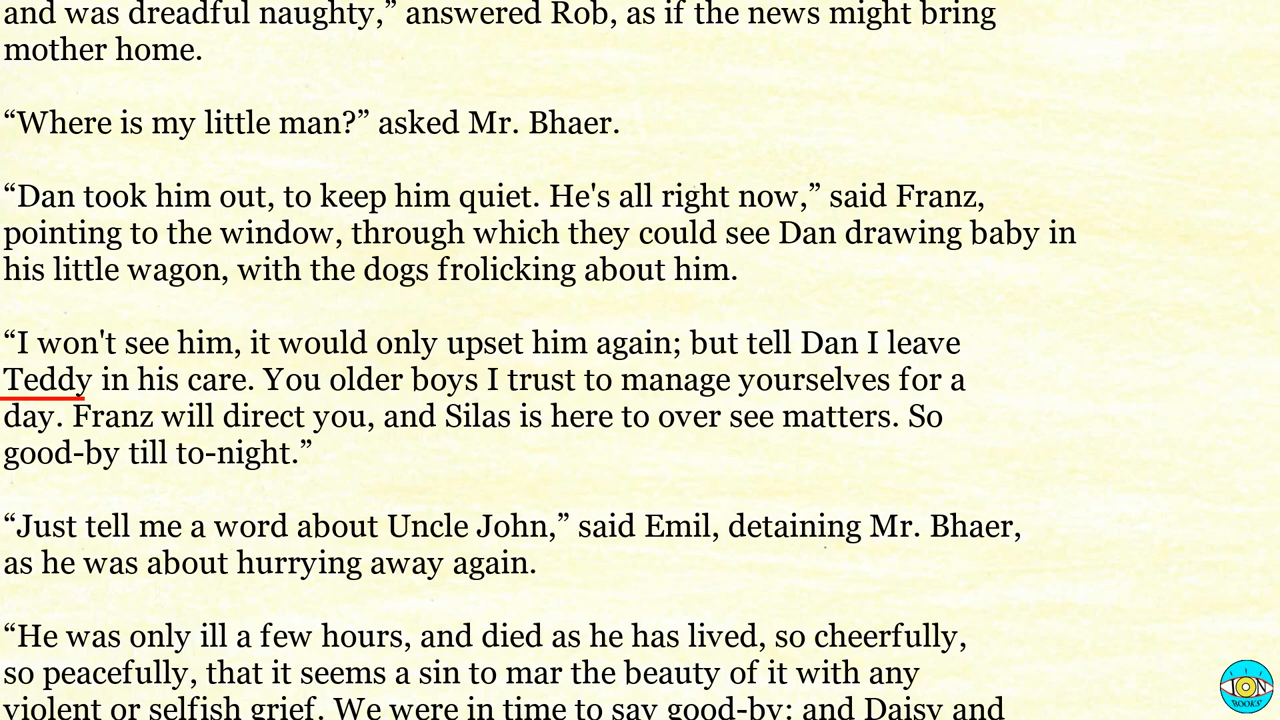 and was dreadful naughty,” answered Rob, as if the news might bring
mother home.
“Where is my little man?” asked Mr. Bhaer.
“Dan took him out, to keep him quiet. He's all right now,” said Franz,
pointing to the window, through which they could see Dan drawing baby in
his little wagon, with the dogs frolicking about him.
“I won't see him, it would only upset him again; but tell Dan I leave
Teddy in his care. You older boys I trust to manage yourselves for a
day. Franz will direct you, and Silas is here to over see matters. So
good-by till to-night.”
“Just tell me a word about Uncle John,” said Emil, detaining Mr. Bhaer,
as he was about hurrying away again.
“He was only ill a few hours, and died as he has lived, so cheerfully,
so peacefully, that it seems a sin to mar the beauty of it with any
violent or selfish grief. We were in time to say good-by: and Daisy and
ION
BOOKS